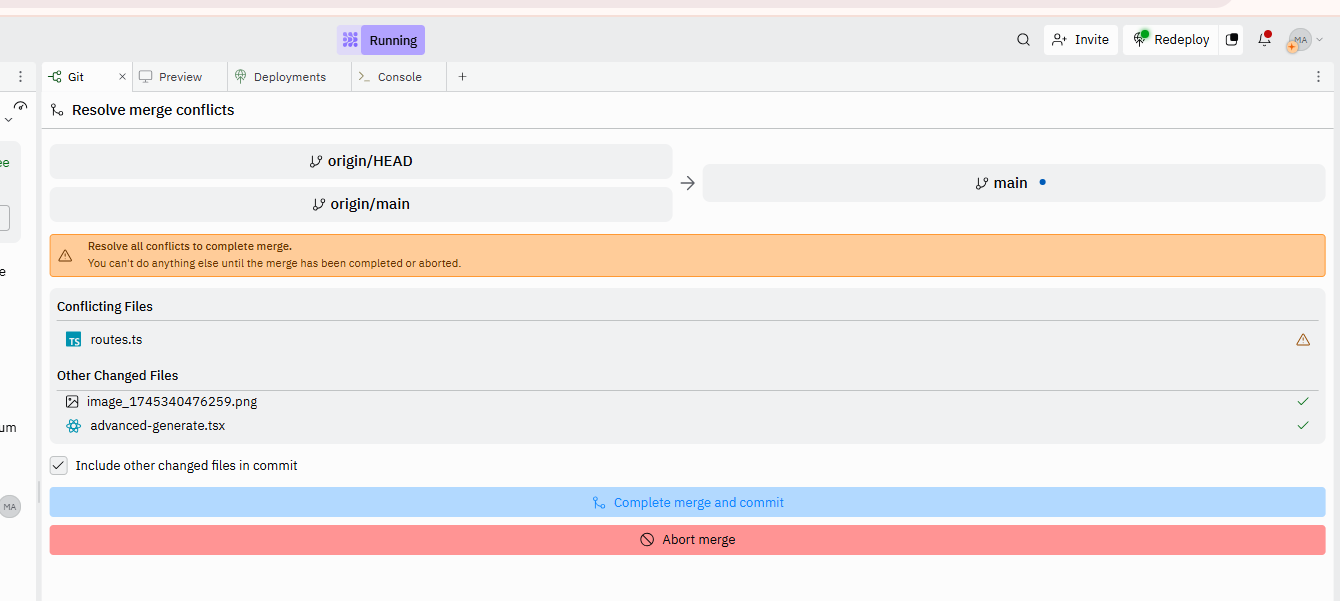 Running
Invite
Redeploy
MA
Git
Preview
Deployments
Console
Resolve merge conflicts
ee
origin/HEAD
origin/main
main
Resolve all conflicts to complete merge.
You can't do anything else until the merge has been completed or aborted.
e
Conflicting Files
TS routes.ts
Other Changed Files
image_1745340476259.png
advanced-generate.tsx
um
Include other changed files in commit
MA
Complete merge and commit
Abort merge